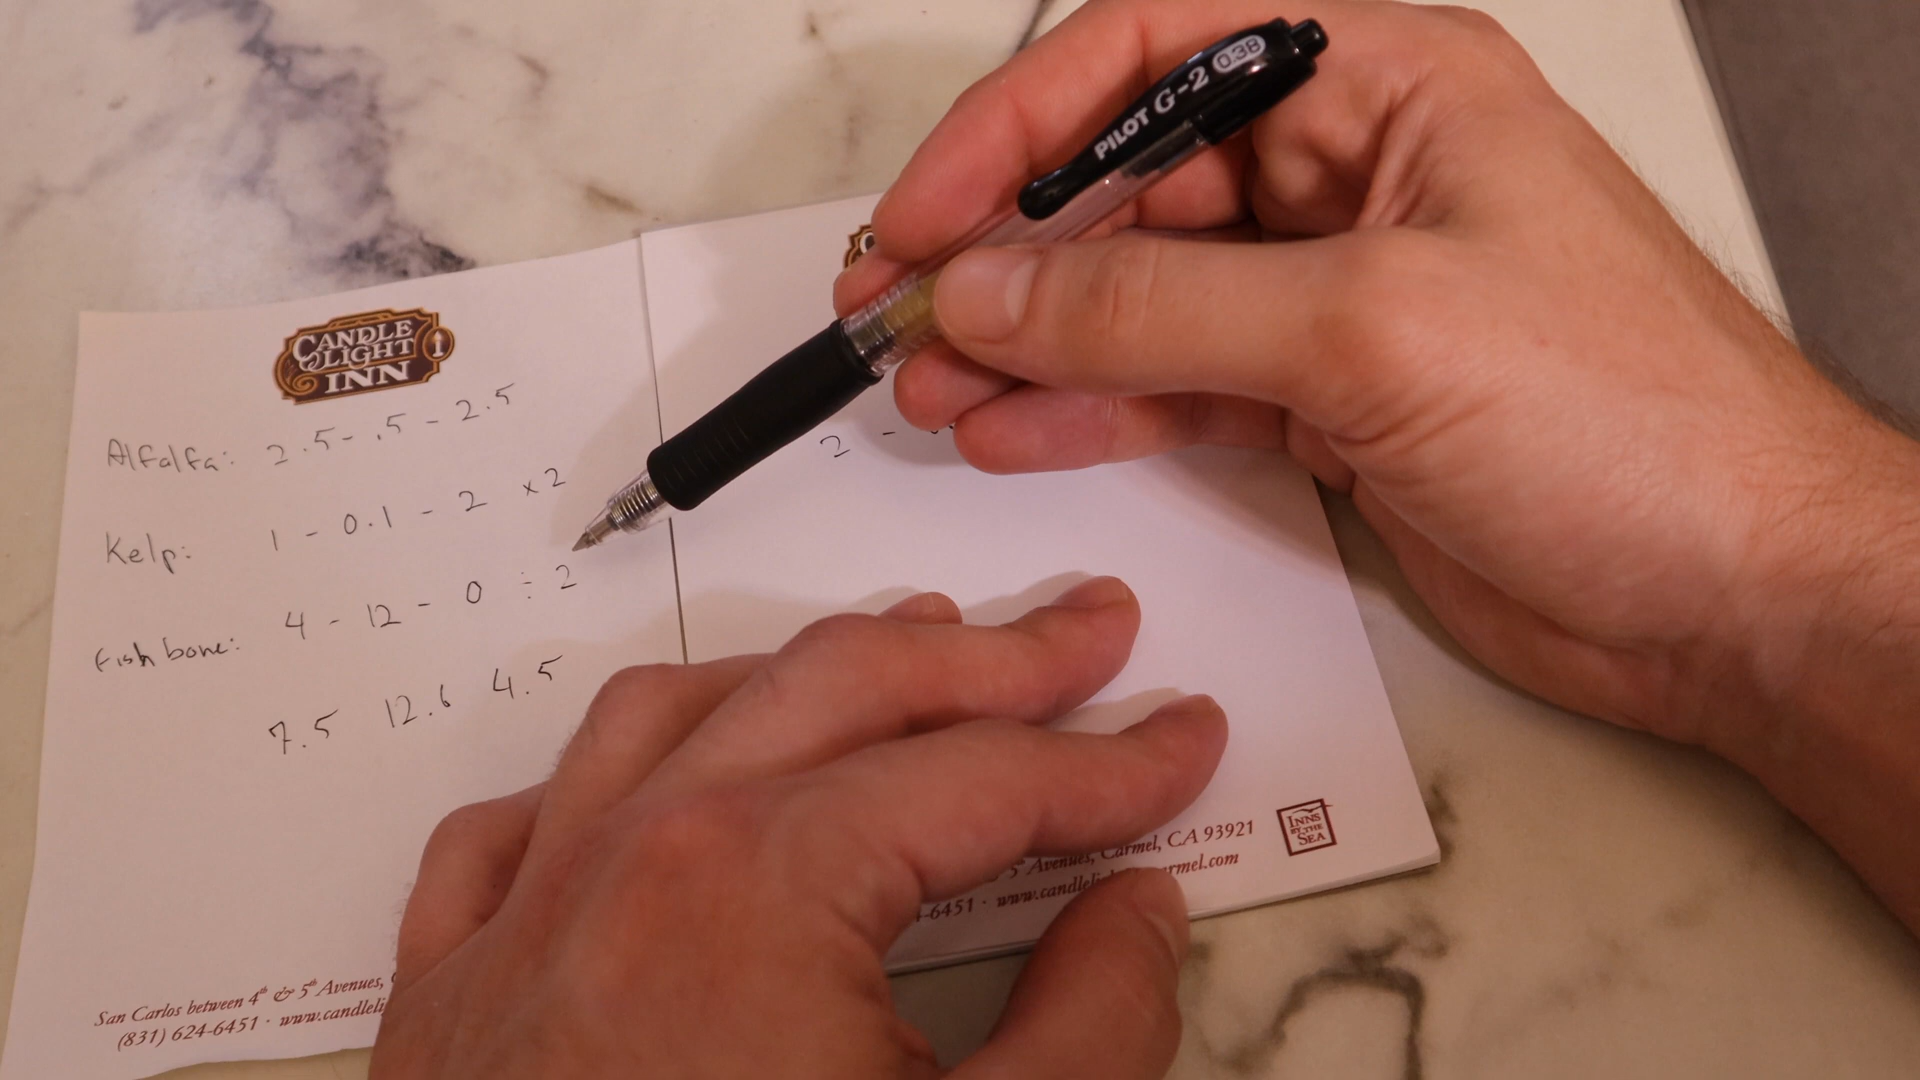 CANDLE
LIGHT
INN
Alfalfa: 2.5 - .5 - 2.5
Kelp: 1 - 0.1 - 2 x2
Fish bone: 4 - 12 - 0 ÷ 2
7.5 12.6 4.5
San Carlos between 4th & 5th Avenues,
(831) 624-6451 · www.candleli
2 -
5th Avenues, Carmel, CA 93921
-6451 · www.candleli rmel.com
INNS
BY THE
SEA
PILOT G-2 0.38